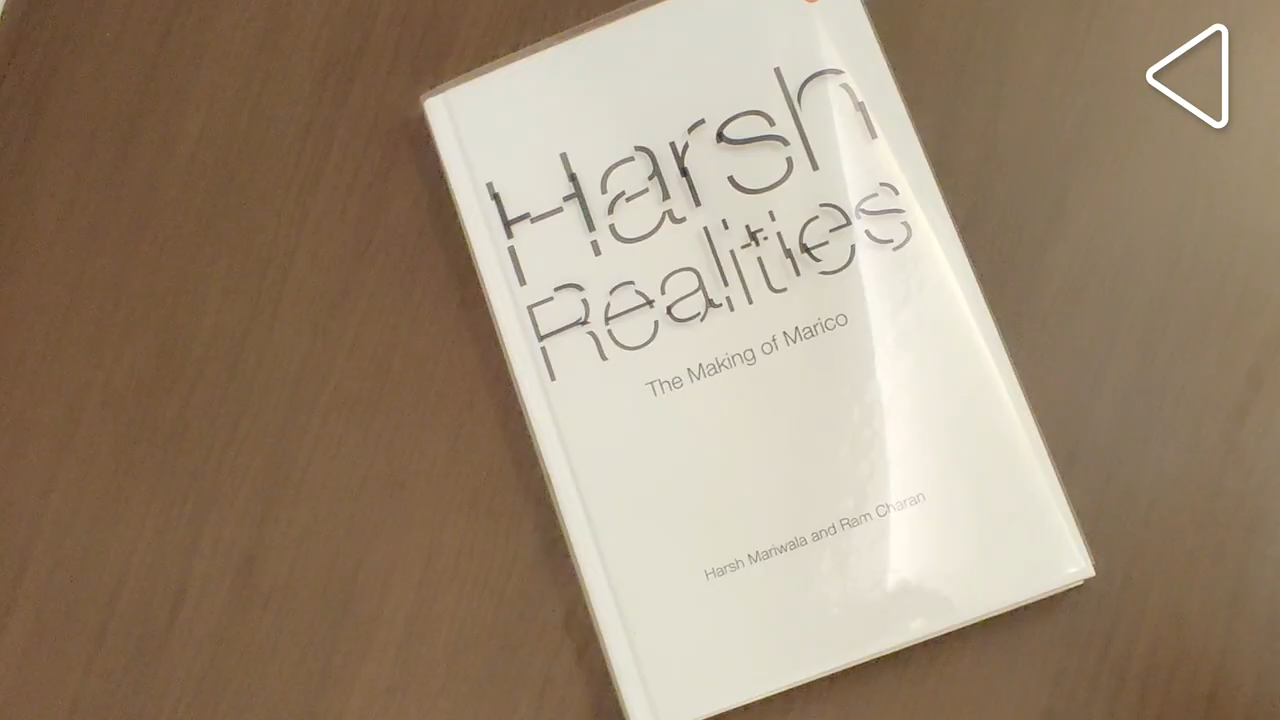 Harsh
Realities
The Making of Marico
Harsh Mariwala and Ram Charan